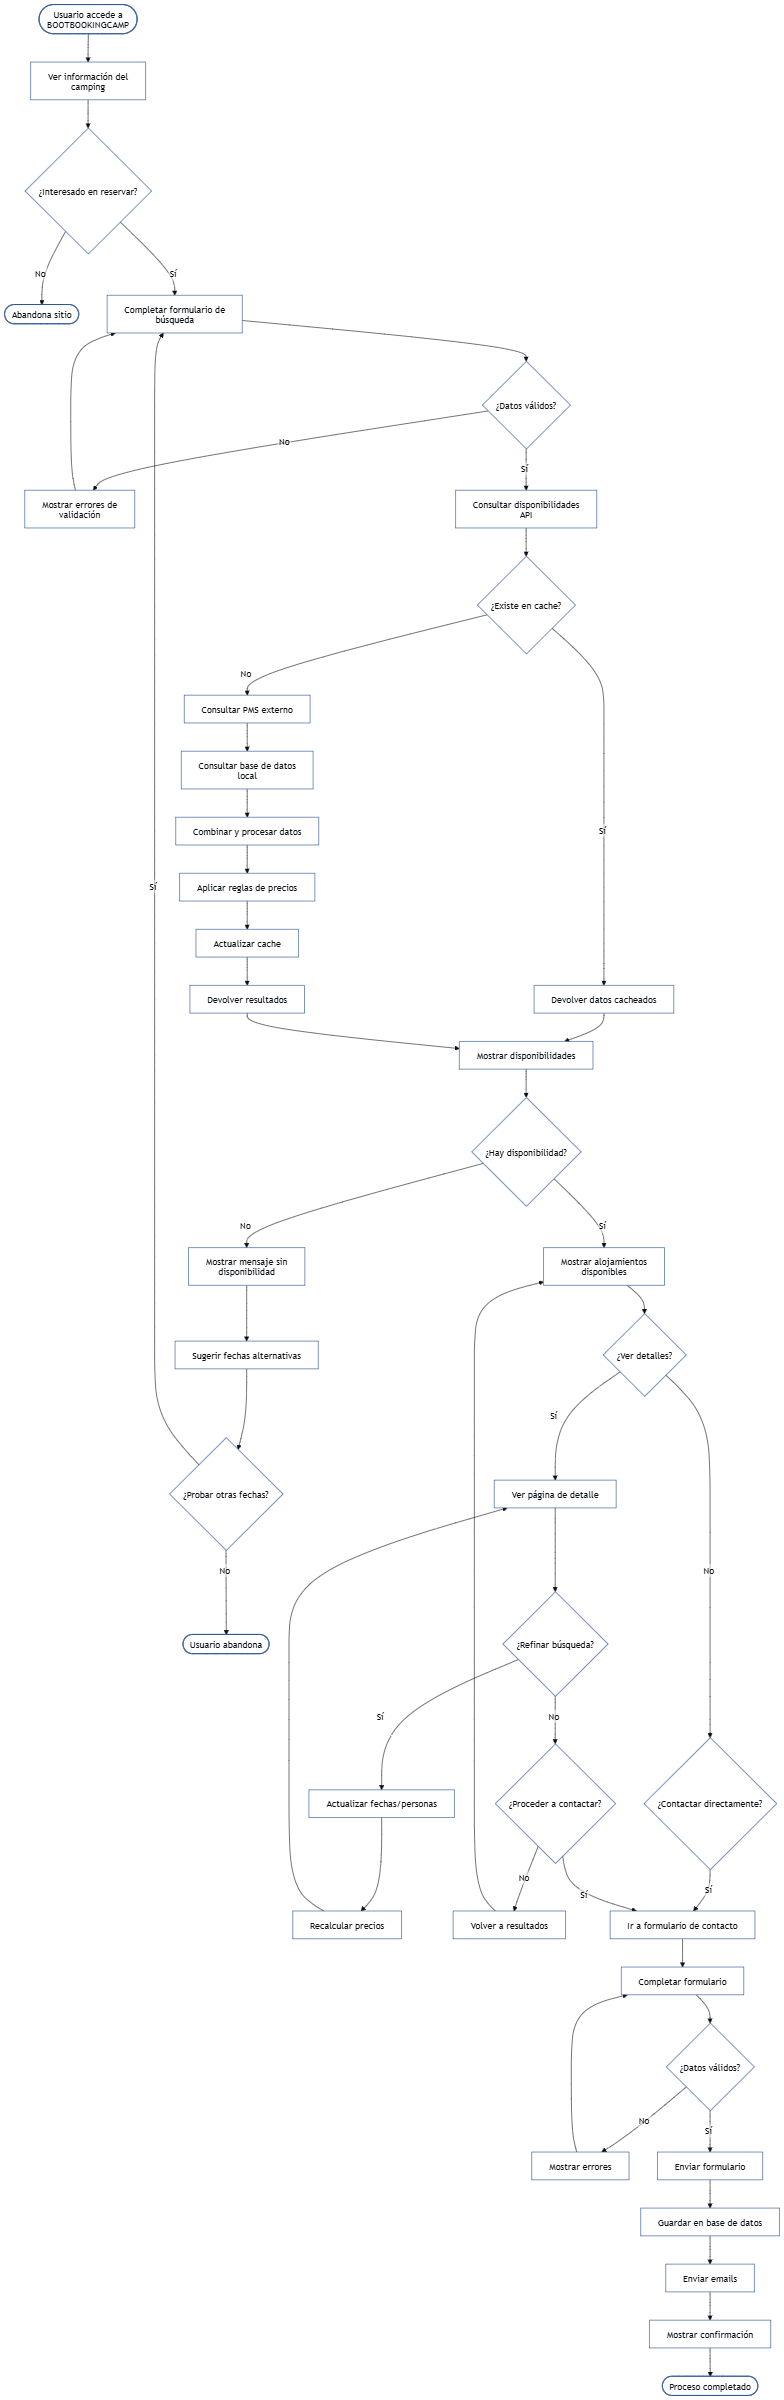 Usuario accede a
BOOTBOOKINGCAMP
Ver información del
camping
¿Interesado en reservar?
No
Sí
Abandona sitio
Completar formulario de
búsqueda
¿Datos válidos?
No
Sí
Mostrar errores de
validación
Consultar disponibilidades
API
¿Existe en cache?
No
Consultar PMS externo
Consultar base de datos
local
Combinar y procesar datos
Sí
Aplicar reglas de precios
Sí
Actualizar cache
Devolver resultados
Devolver datos cacheados
Mostrar disponibilidades
¿Hay disponibilidad?
No
Sí
Mostrar mensaje sin
disponibilidad
Mostrar alojamientos
disponibles
Sugerir fechas alternativas
¿Ver detalles?
Sí
¿Probar otras fechas?
Ver página de detalle
No
No
Usuario abandona
¿Refinar búsqueda?
Sí
No
Actualizar fechas/personas
¿Proceder a contactar?
¿Contactar directamente?
No
Sí
Sí
Recalcular precios
Volver a resultados
Ir a formulario de contacto
Completar formulario
¿Datos válidos?
No
Sí
Mostrar errores
Enviar formulario
Guardar en base de datos
Enviar emails
Mostrar confirmación
Proceso completado